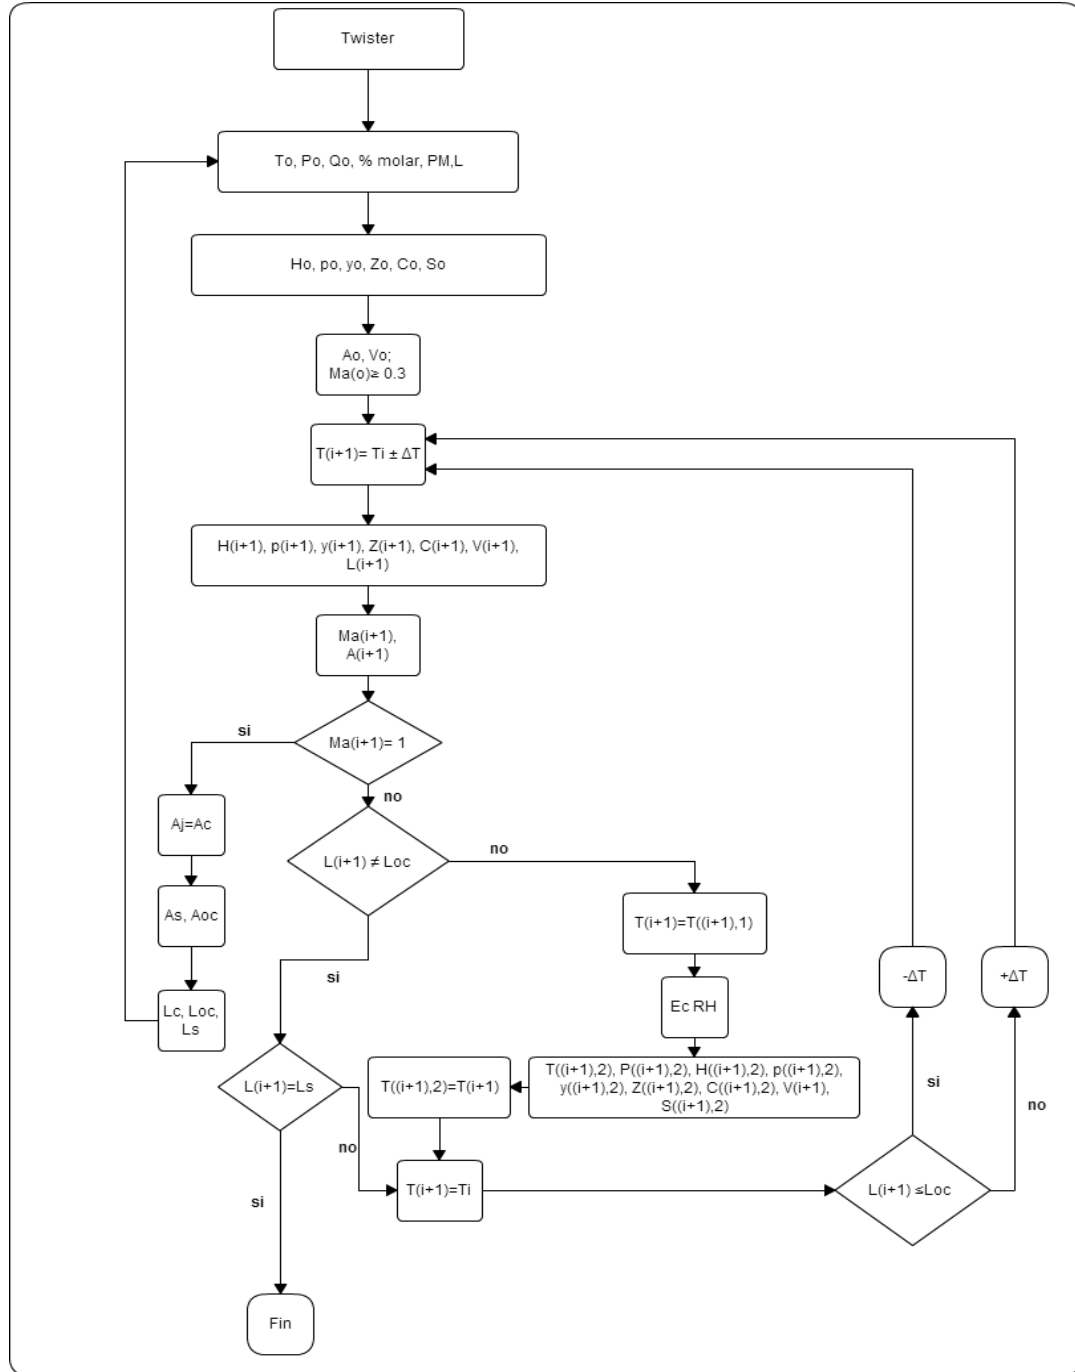 Twister
To, Po, Qo, % molar, PM,L
Ho, po, yo, Zo, Co, So
Ao, Vo;
Ma(o)≥ 0.3
T(i+1)= Ti ± ΔT
H(i+1), p(i+1), y(i+1), Z(i+1), C(i+1), V(i+1),
L(i+1)
Ma(i+1),
A(i+1)
si
Ma(i+1)= 1
no
Aj=Ac
L(i+1) ≠ Loc
no
As, Aoc
T(i+1)=T((i+1),1)
si
-ΔT
+ΔT
Lc, Loc,
Ls
Ec RH
L(i+1)=Ls
T((i+1),2)=T(i+1)
T((i+1),2), P((i+1),2), H((i+1),2), p((i+1),2),
y((i+1),2), Z((i+1),2), C((i+1),2), V(i+1),
S((i+1),2)
si
no
no
T(i+1)=Ti
L(i+1) ≤Loc
si
Fin